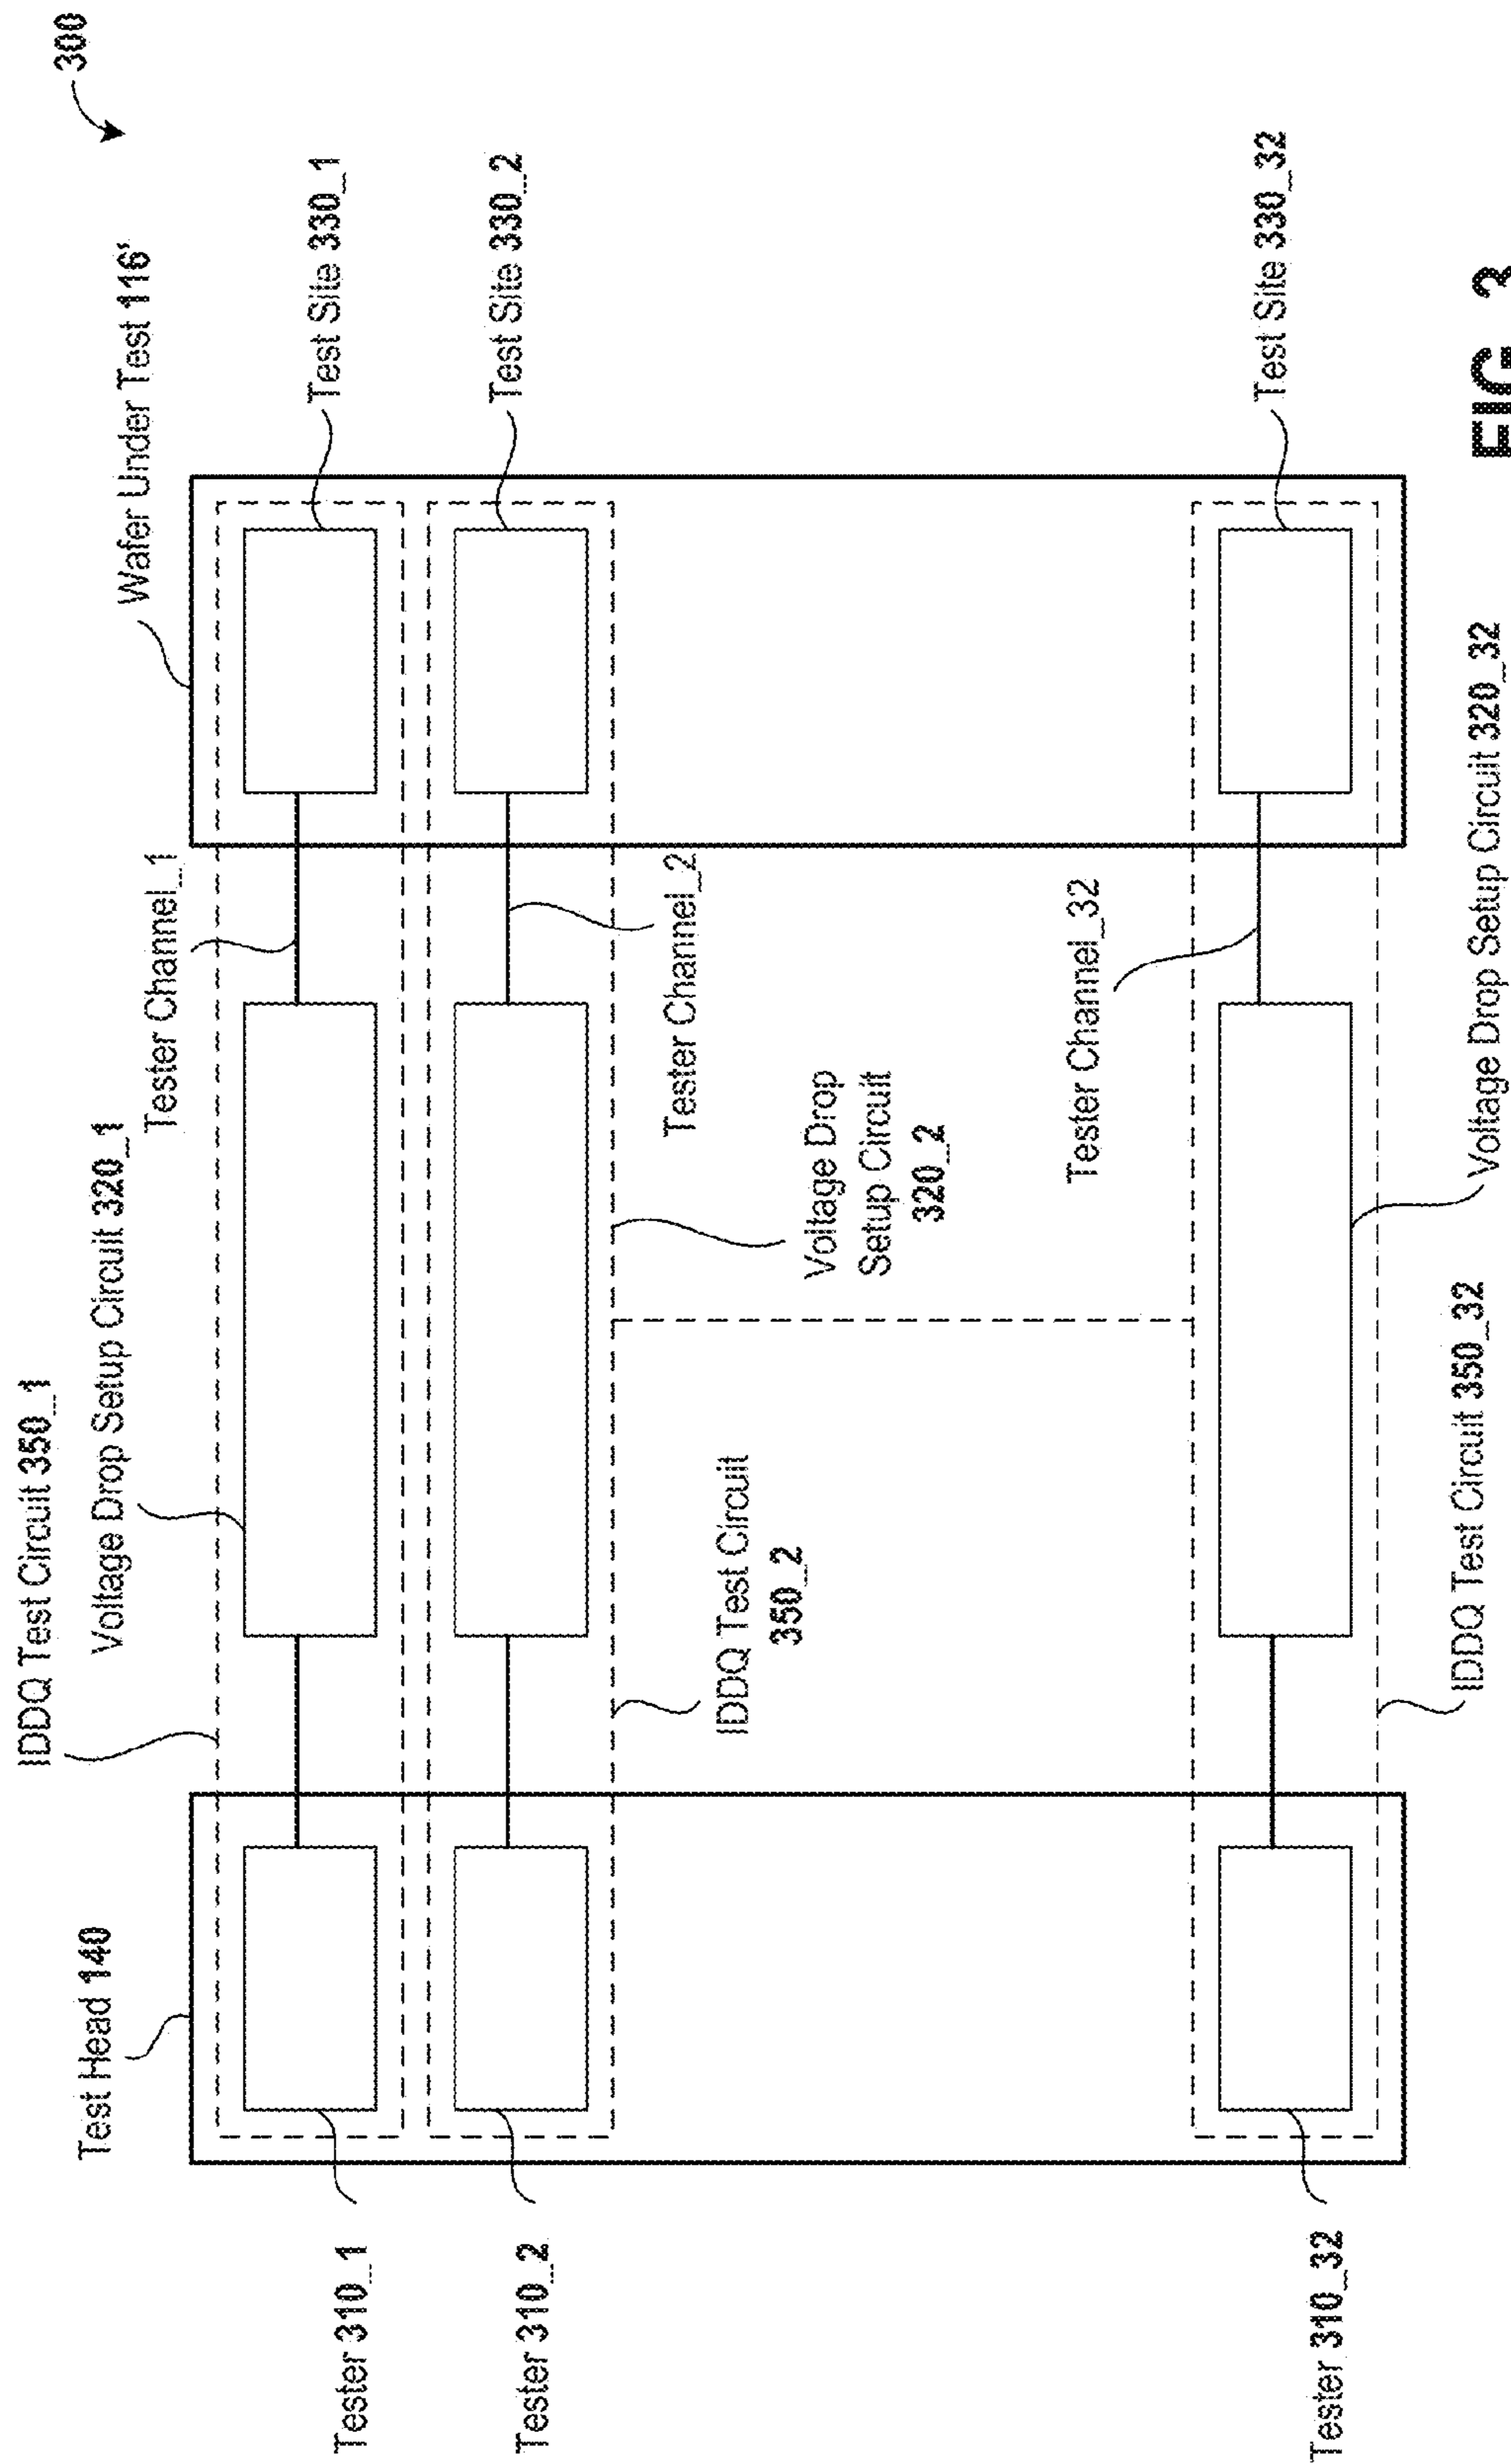 300
IDDQ Test Circuit 350_1
Test Head 140
Voltage Drop Setup Circuit 320_1
Wafer Under Test 116'
Tester Channel_1
Tester 310_1
Test Site 330_1
Tester 310_2
Test Site 330_2
Tester Channel_2
IDDQ Test Circuit
350_2
Voltage Drop
Setup Circuit
320_2
Tester Channel_32
Tester 310_32
Test Site 330_32
IDDQ Test Circuit 350_32
Voltage Drop Setup Circuit 320_32
FIG. 3